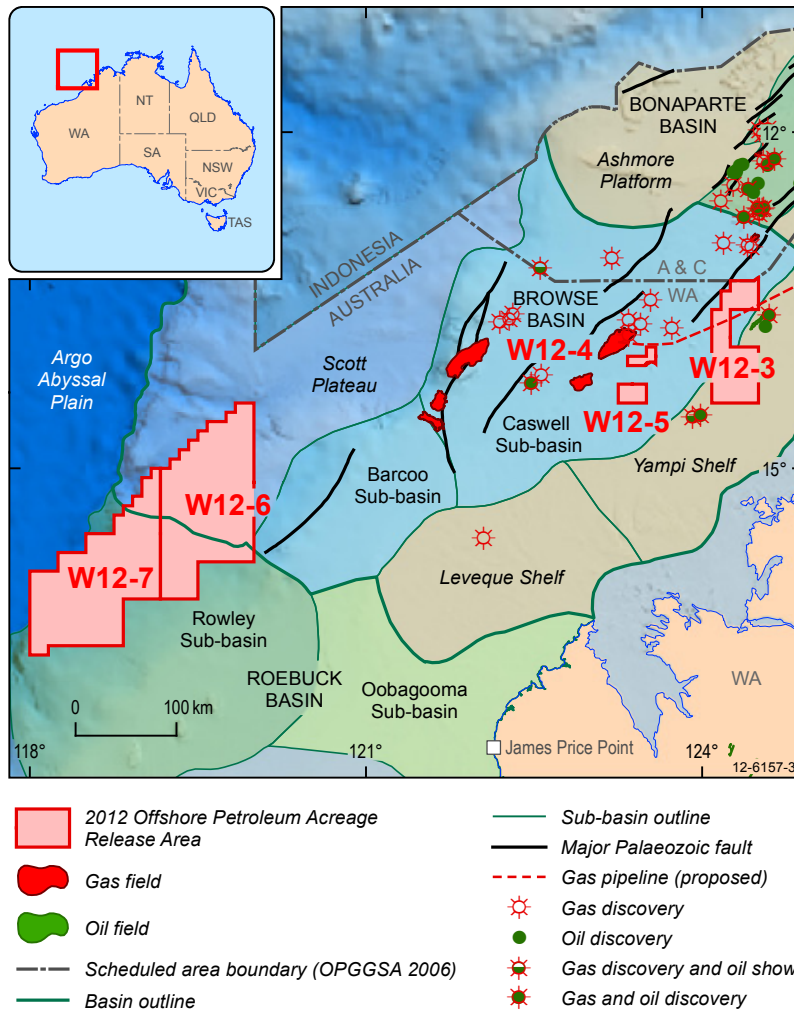 NT
WA
QLD
SA
NSW
VIC
TAS
BONAPARTE
BASIN
12°
Ashmore
Platform
INDONESIA
AUSTRALIA
A & C
WA
BROWSE
BASIN
Argo
Abyssal
Plain
Scott
Plateau
W12-4
W12-3
W12-5
Caswell
Sub-basin
Yampi Shelf
15°
Barcoo
Sub-basin
W12-6
W12-7
Leveque Shelf
Rowley
Sub-basin
ROEBUCK
BASIN
Oobagooma
Sub-basin
WA
0 100 km
James Price Point
118° 121° 124°
12-6157-3
2012 Offshore Petroleum Acreage
Release Area
Gas field
Oil field
Scheduled area boundary (OPGGSA 2006)
Basin outline
Sub-basin outline
Major Palaeozoic fault
Gas pipeline (proposed)
Gas discovery
Oil discovery
Gas discovery and oil show
Gas and oil discovery